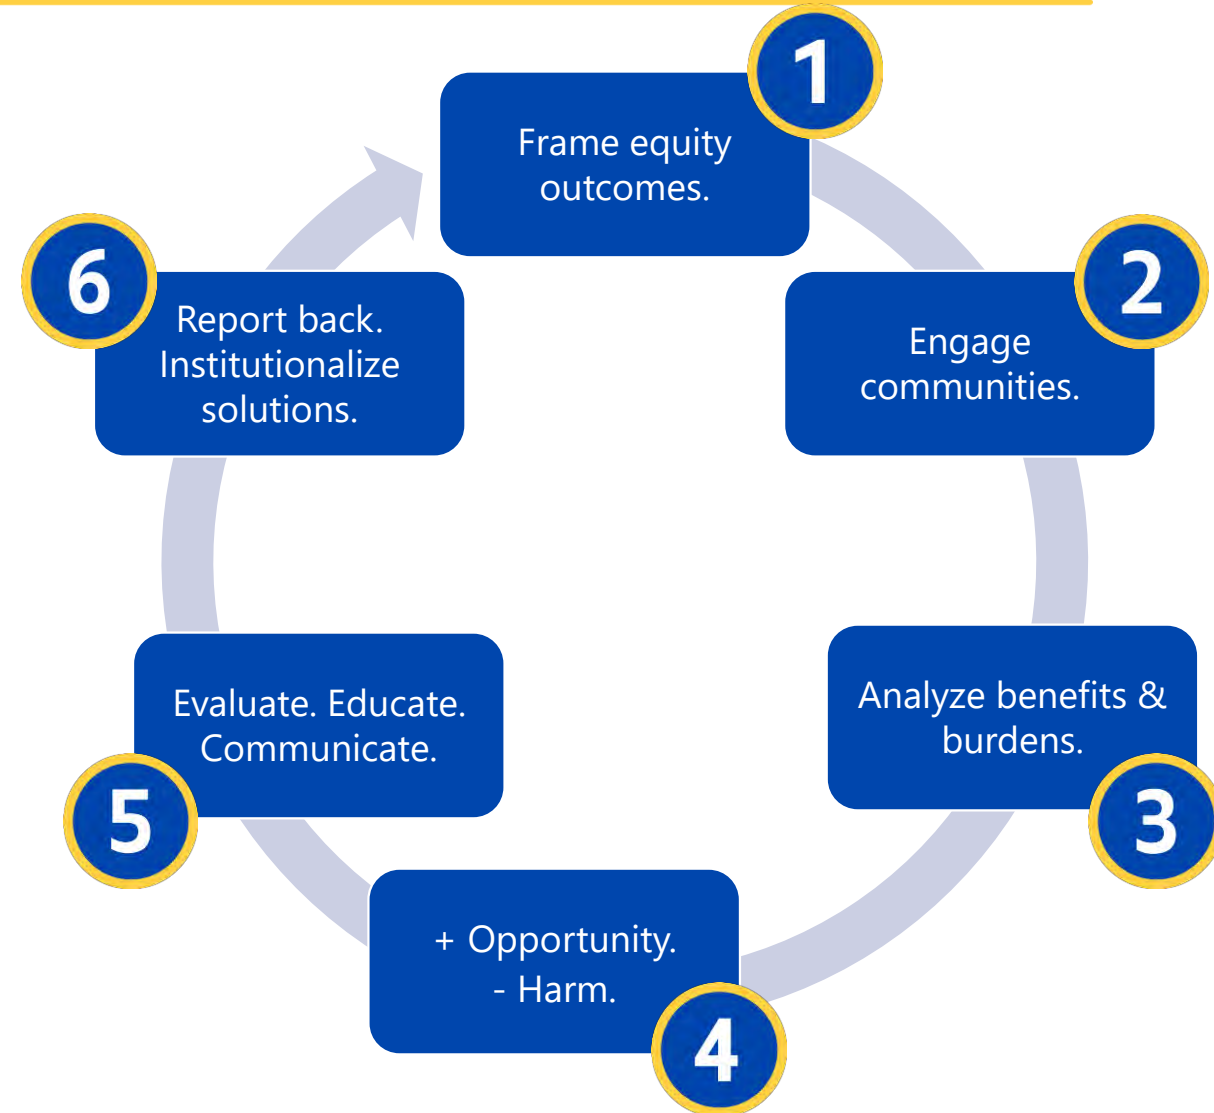 1
Frame equity
outcomes.
2
Engage
communities.
3
Analyze benefits &
burdens.
4
+ Opportunity.
- Harm.
5
Evaluate. Educate.
Communicate.
6
Report back.
Institutionalize
solutions.